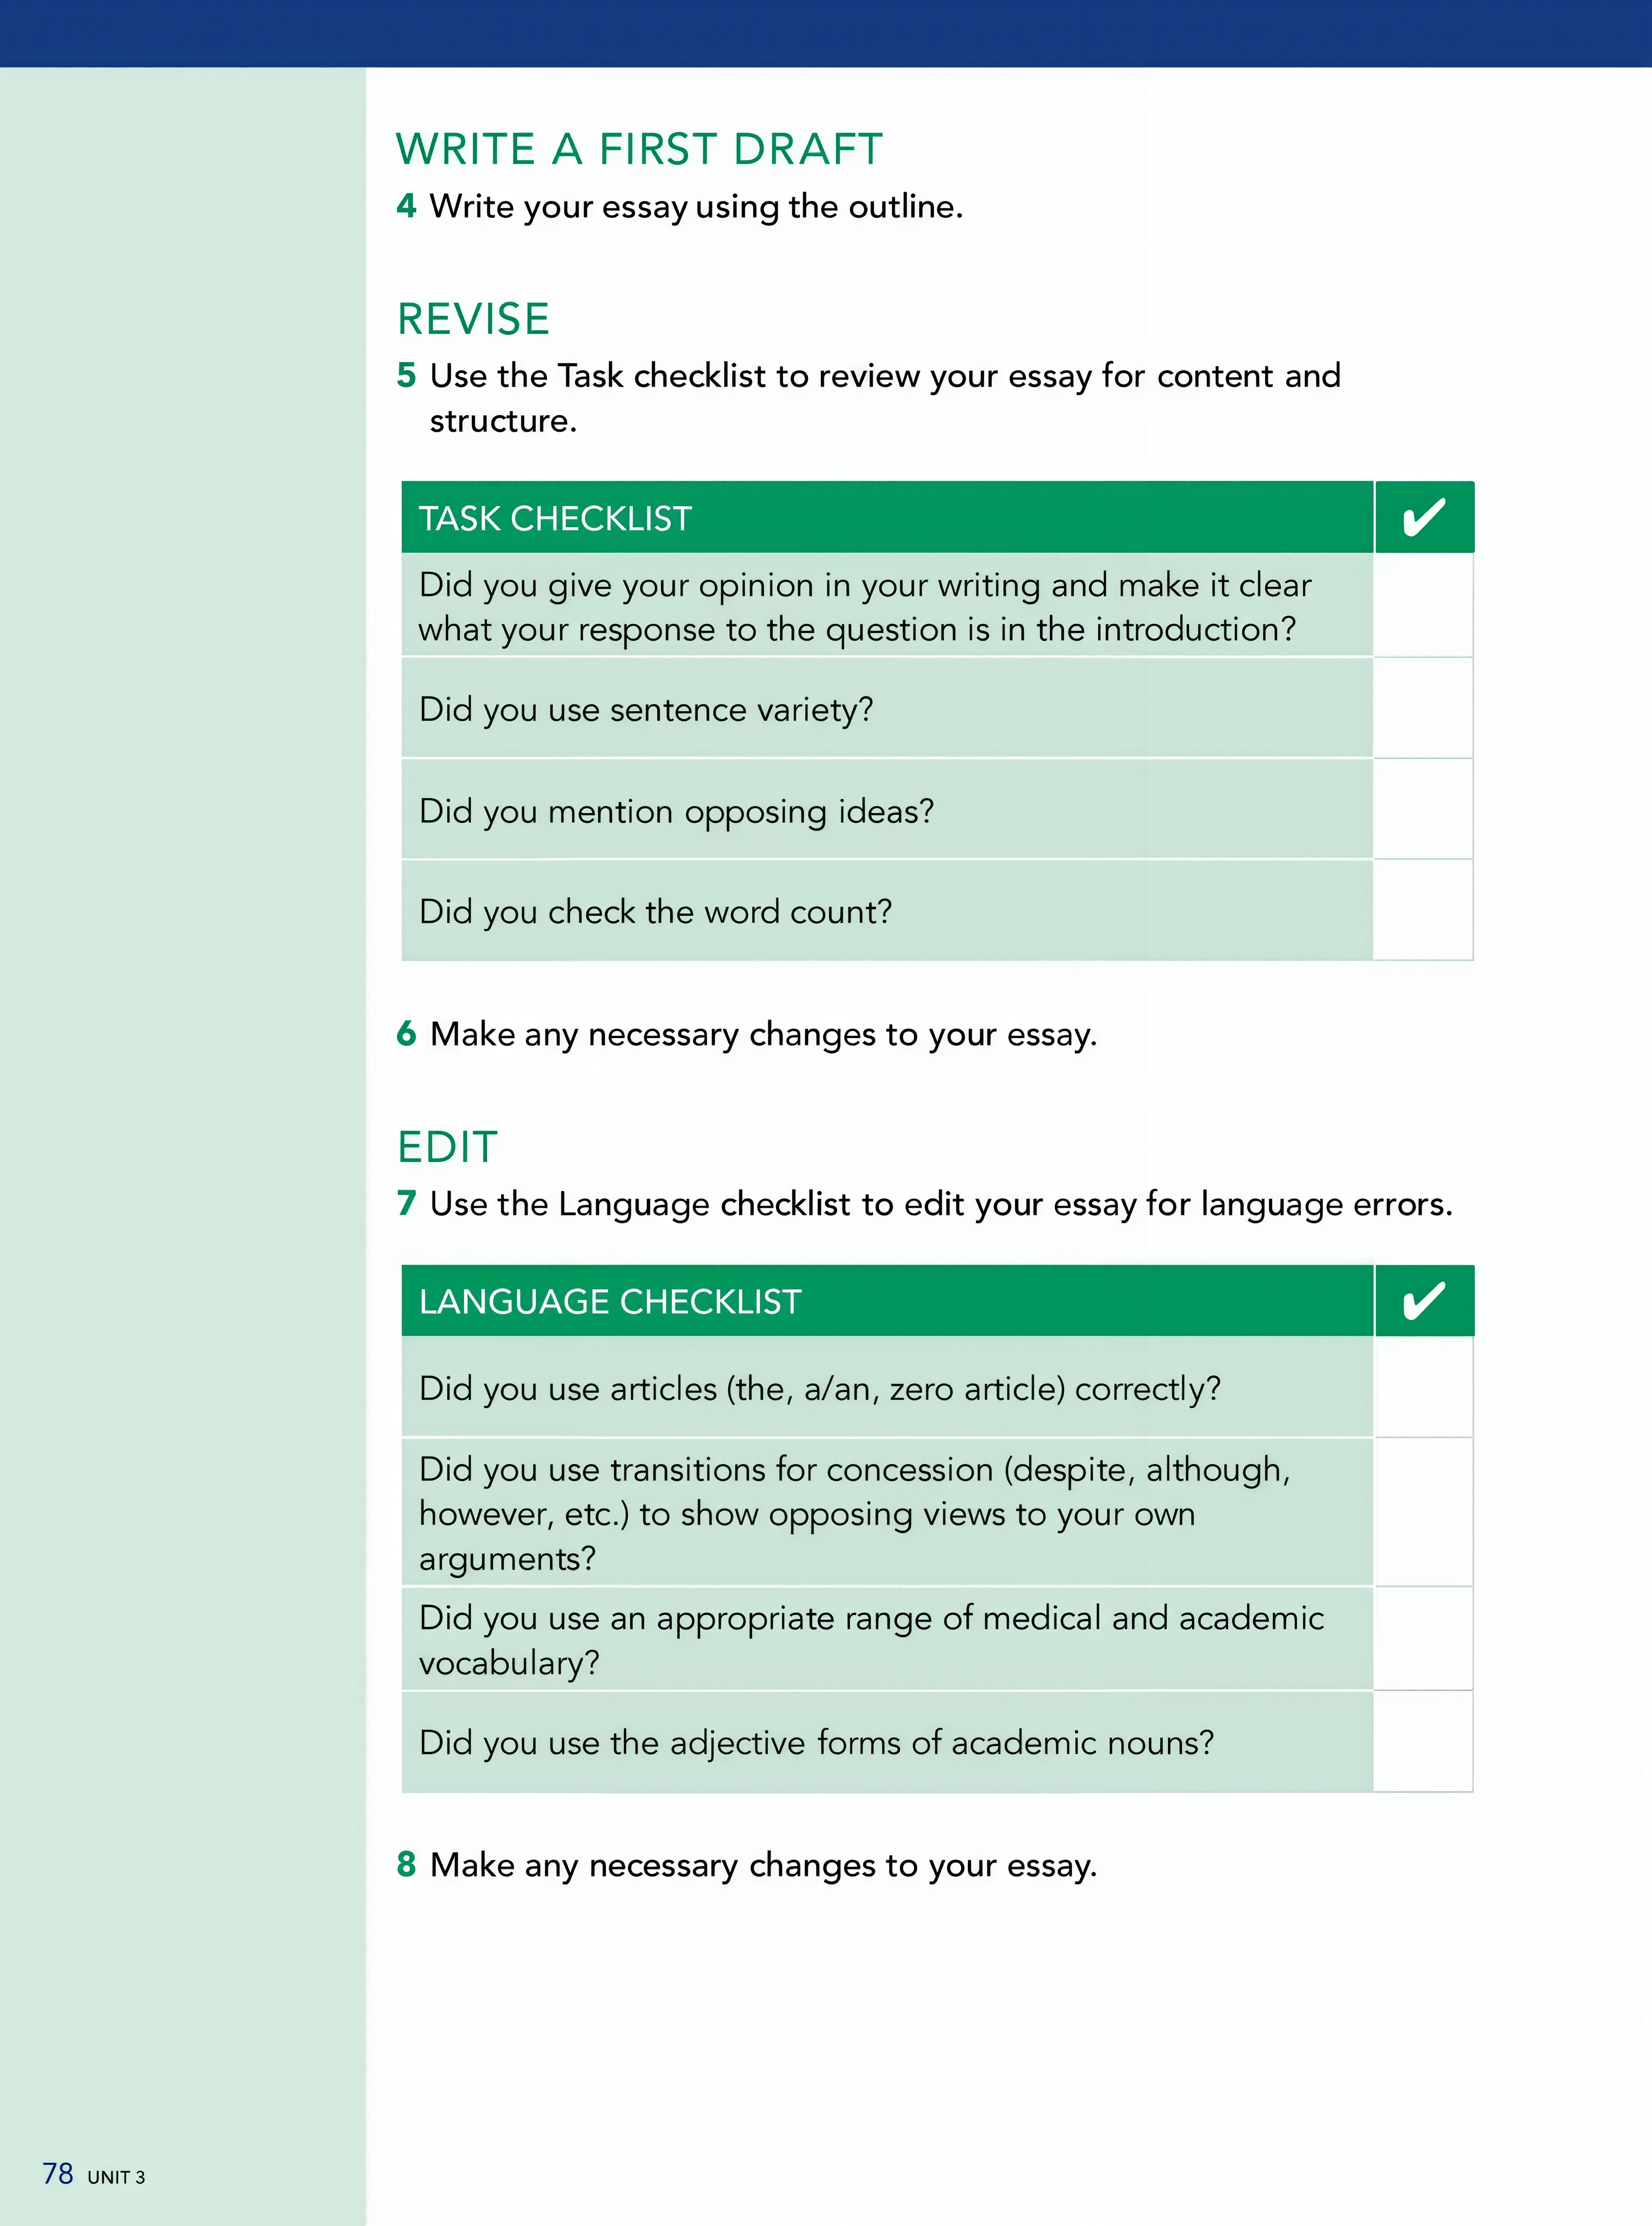 WRITE A FIRST DRAFT
4 Write your essay using the outline.
REVISE
5 Use the Task checklist to review your essay for content and
structure.
TASK CHECKLIST ✔
Did you give your opinion in your writing and make it clear
what your response to the question is in the introduction?
Did you use sentence variety?
Did you mention opposing ideas?
Did you check the word count?
6 Make any necessary changes to your essay.
EDIT
7 Use the Language checklist to edit your essay for language errors.
LANGUAGE CHECKLIST ✔
Did you use articles (the, a/an, zero article) correctly?
Did you use transitions for concession (despite, although,
however, etc.) to show opposing views to your own
arguments?
Did you use an appropriate range of medical and academic
vocabulary?
Did you use the adjective forms of academic nouns?
8 Make any necessary changes to your essay.
78 UNIT 3